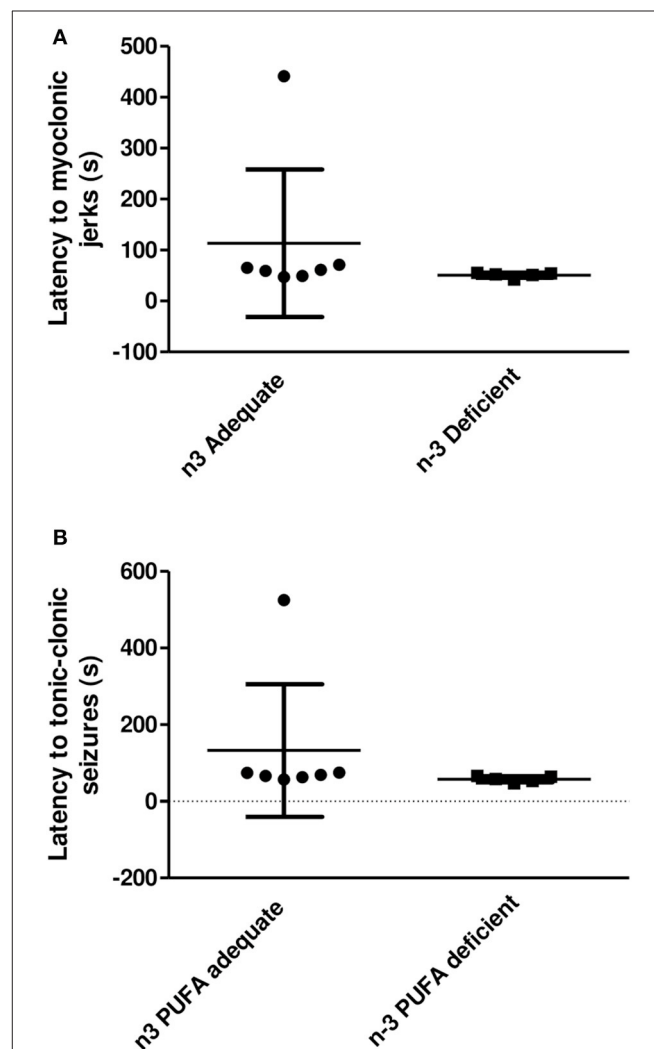 A
Latency to myoclonic
jerks (s)
500
400
300
200
100
0
-100
n3 Adequate
n-3 Deficient
B
Latency to tonic-clonic
seizures (s)
600
400
200
0
-200
n3 PUFA adequate
n-3 PUFA deficient